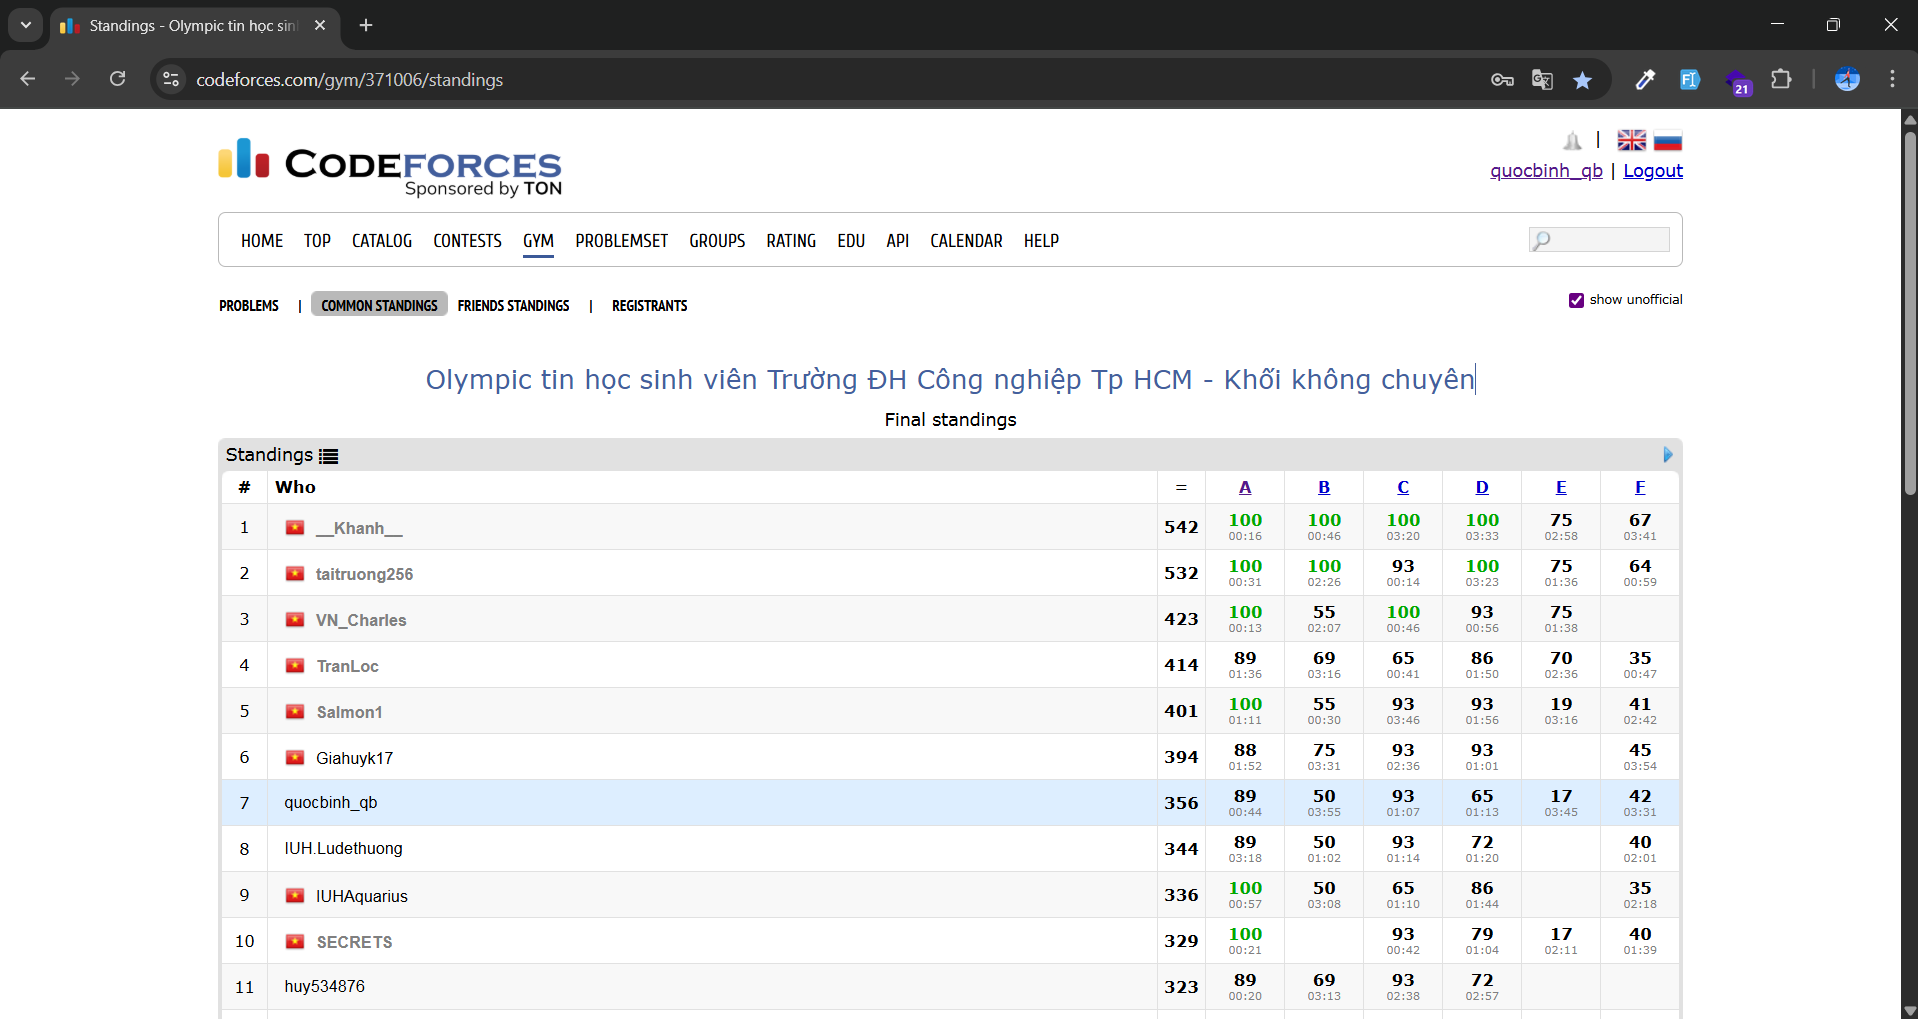 Standings - Olympic tin học sin
codeforces.com/gym/371006/standings
21
CODEFORCES
Sponsored by TON
quocbinh_qb | Logout
HOME TOP CATALOG CONTESTS GYM PROBLEMSET GROUPS RATING EDU API CALENDAR HELP
PROBLEMS | COMMON STANDINGS FRIENDS STANDINGS | REGISTRANTS
show unofficial
Olympic tin học sinh viên Trường ĐH Công nghiệp Tp HCM - Khối không chuyên
Final standings
Standings
# Who = A B C D E F
1 __Khanh__ 542 100 100 100 100 75 67
00:16 00:46 03:20 03:33 02:58 03:41
2 taitruong256 532 100 100 93 100 75 64
00:31 02:26 00:14 03:23 01:36 00:59
3 VN_Charles 423 100 55 100 93 75
00:13 02:07 00:46 00:56 01:38
4 TranLoc 414 89 69 65 86 70 35
01:36 03:16 00:41 01:50 02:36 00:47
5 Salmon1 401 100 55 93 93 19 41
01:11 00:30 03:46 01:56 03:16 02:42
6 Giahuyk17 394 88 75 93 93 45
01:52 03:31 02:36 01:01 03:54
7 quocbinh_qb 356 89 50 93 65 17 42
00:44 03:55 01:07 01:13 03:45 03:31
8 IUH.Ludethuong 344 89 50 93 72 40
03:18 01:02 01:14 01:20 02:01
9 IUHAquarius 336 100 50 65 86 35
00:57 03:08 01:10 01:44 02:18
10 SECRETS 329 100 93 79 17 40
00:21 00:42 01:04 02:11 01:39
11 huy534876 323 89 69 93 72
00:20 03:13 02:38 02:57